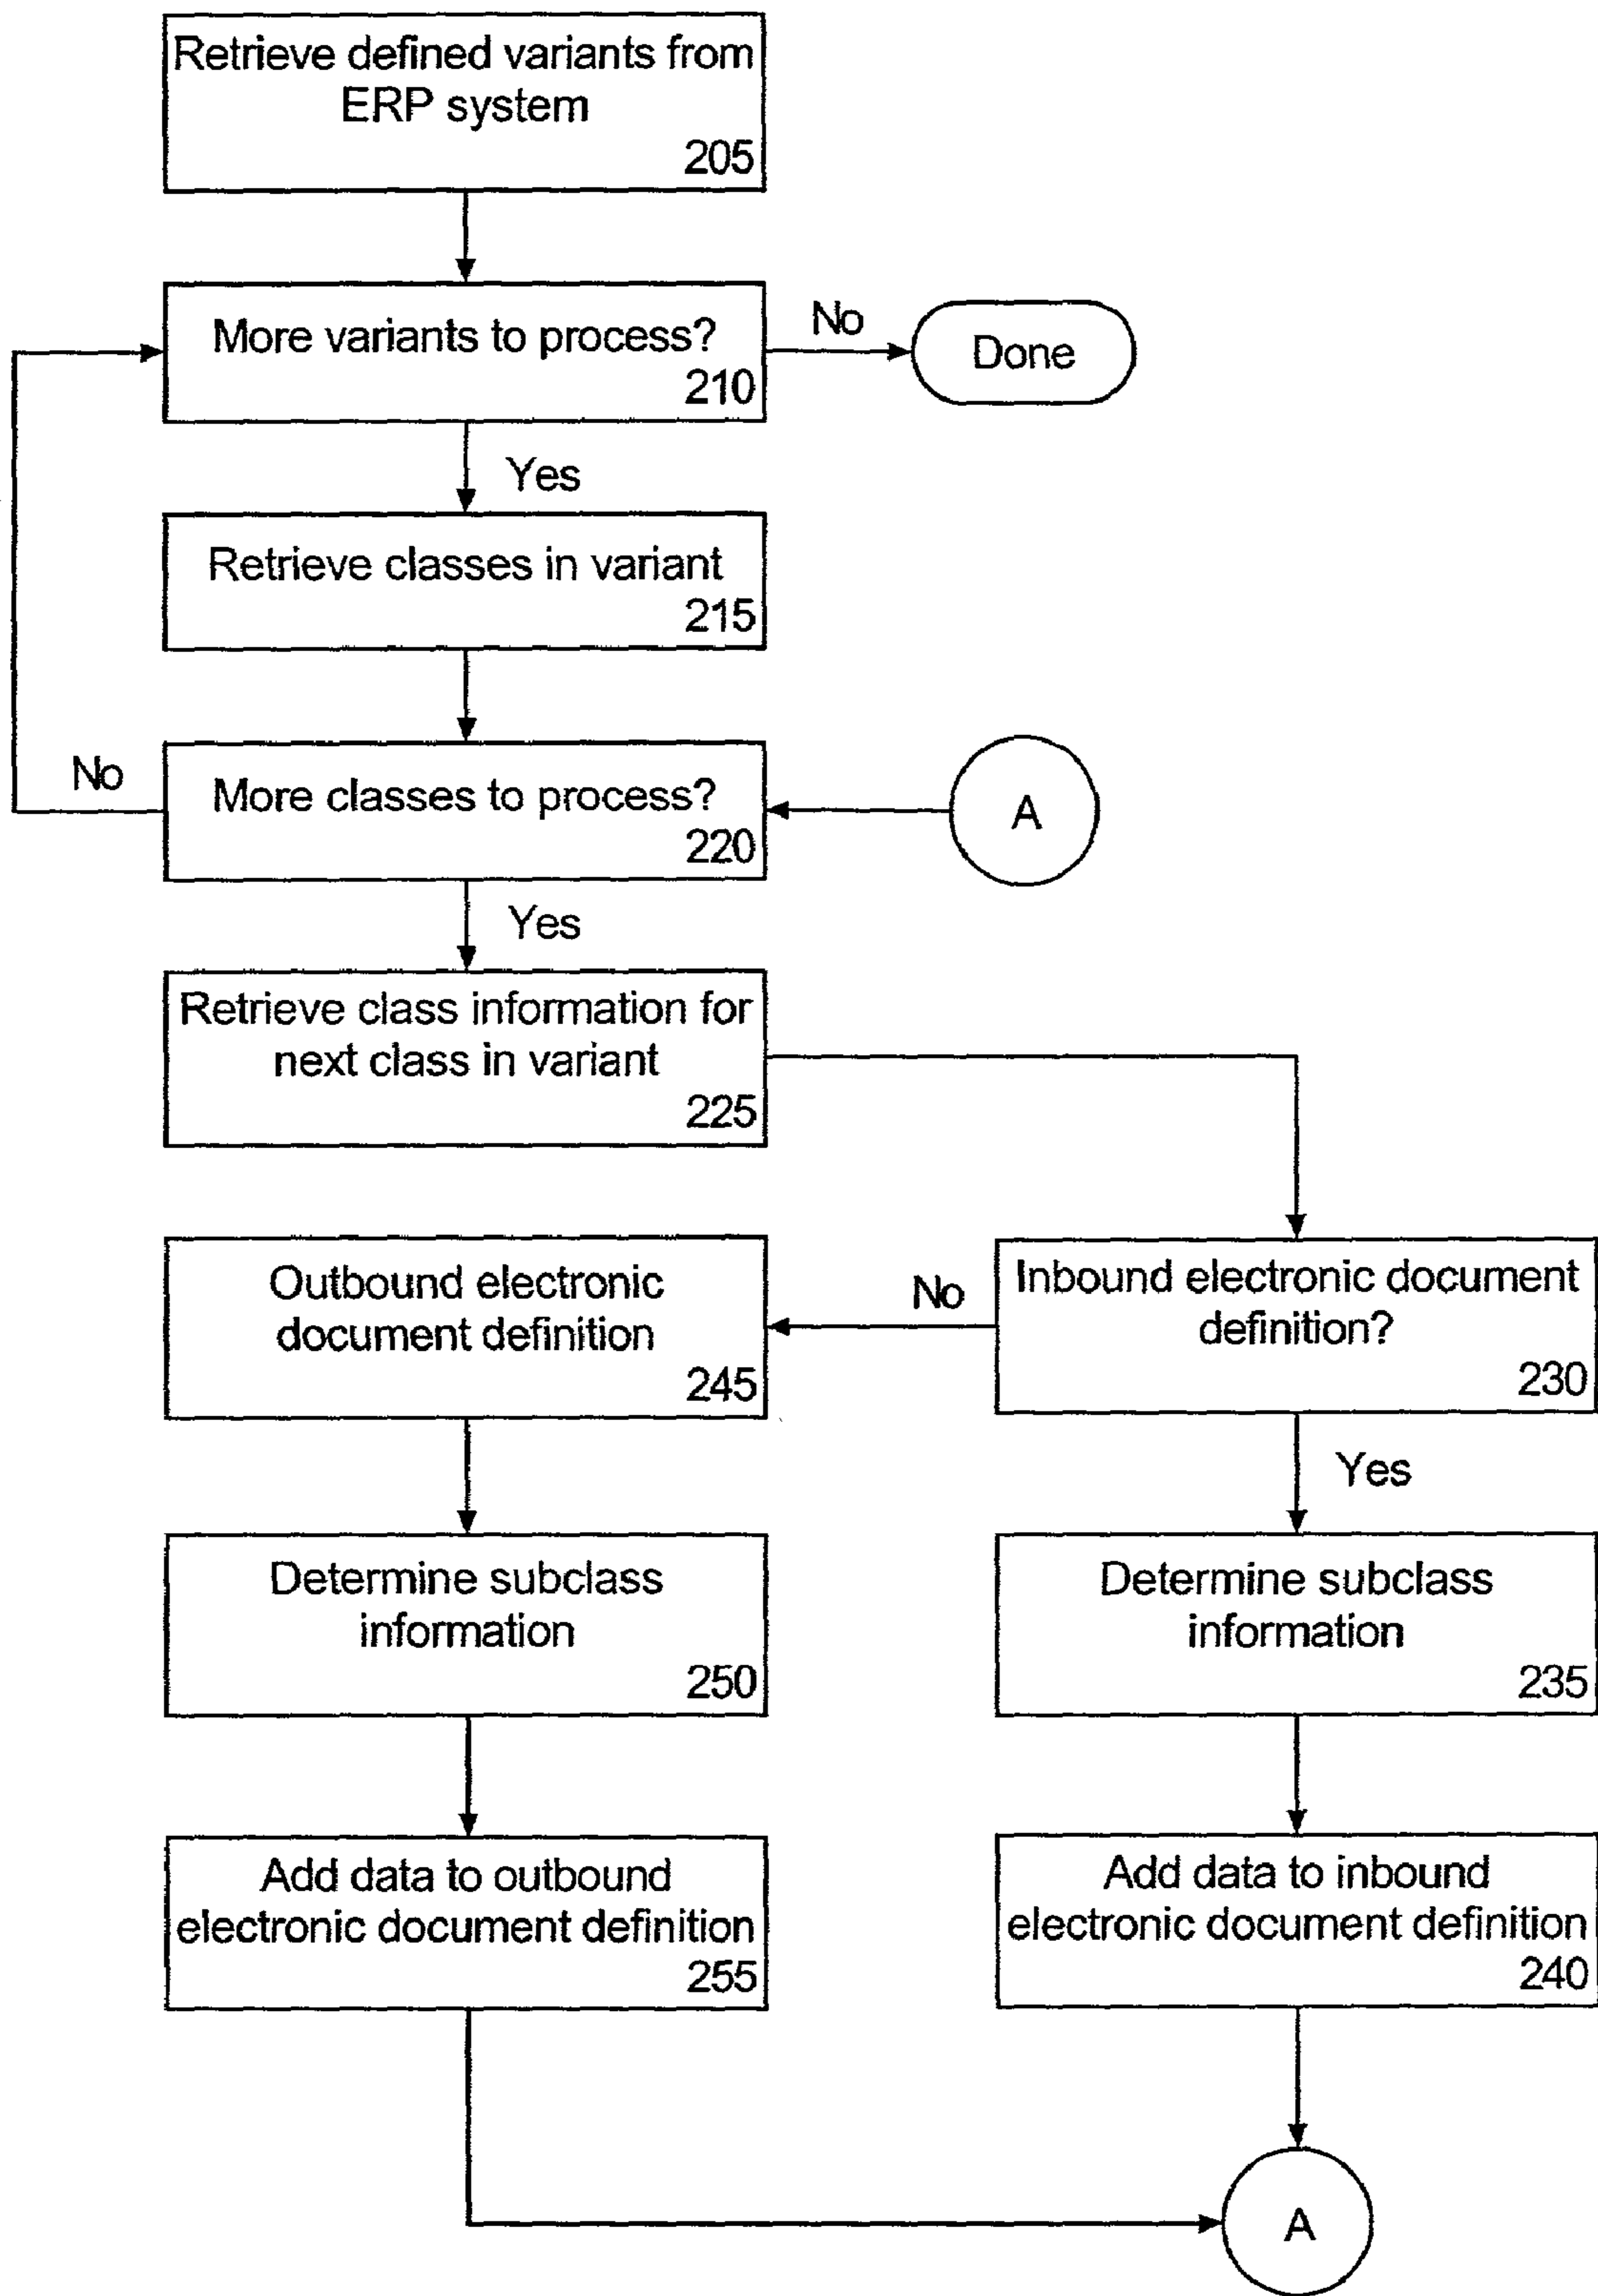 Retrieve defined variants from
ERP system
205
More variants to process?
210
No
Done
Yes
Retrieve classes in variant
215
No
More classes to process?
220
A
Yes
Retrieve class information for
next class in variant
225
Outbound electronic
document definition
245
No
Inbound electronic document
definition?
230
Yes
Determine subclass
information
250
Determine subclass
information
235
Add data to outbound
electronic document definition
255
Add data to inbound
electronic document definition
240
A